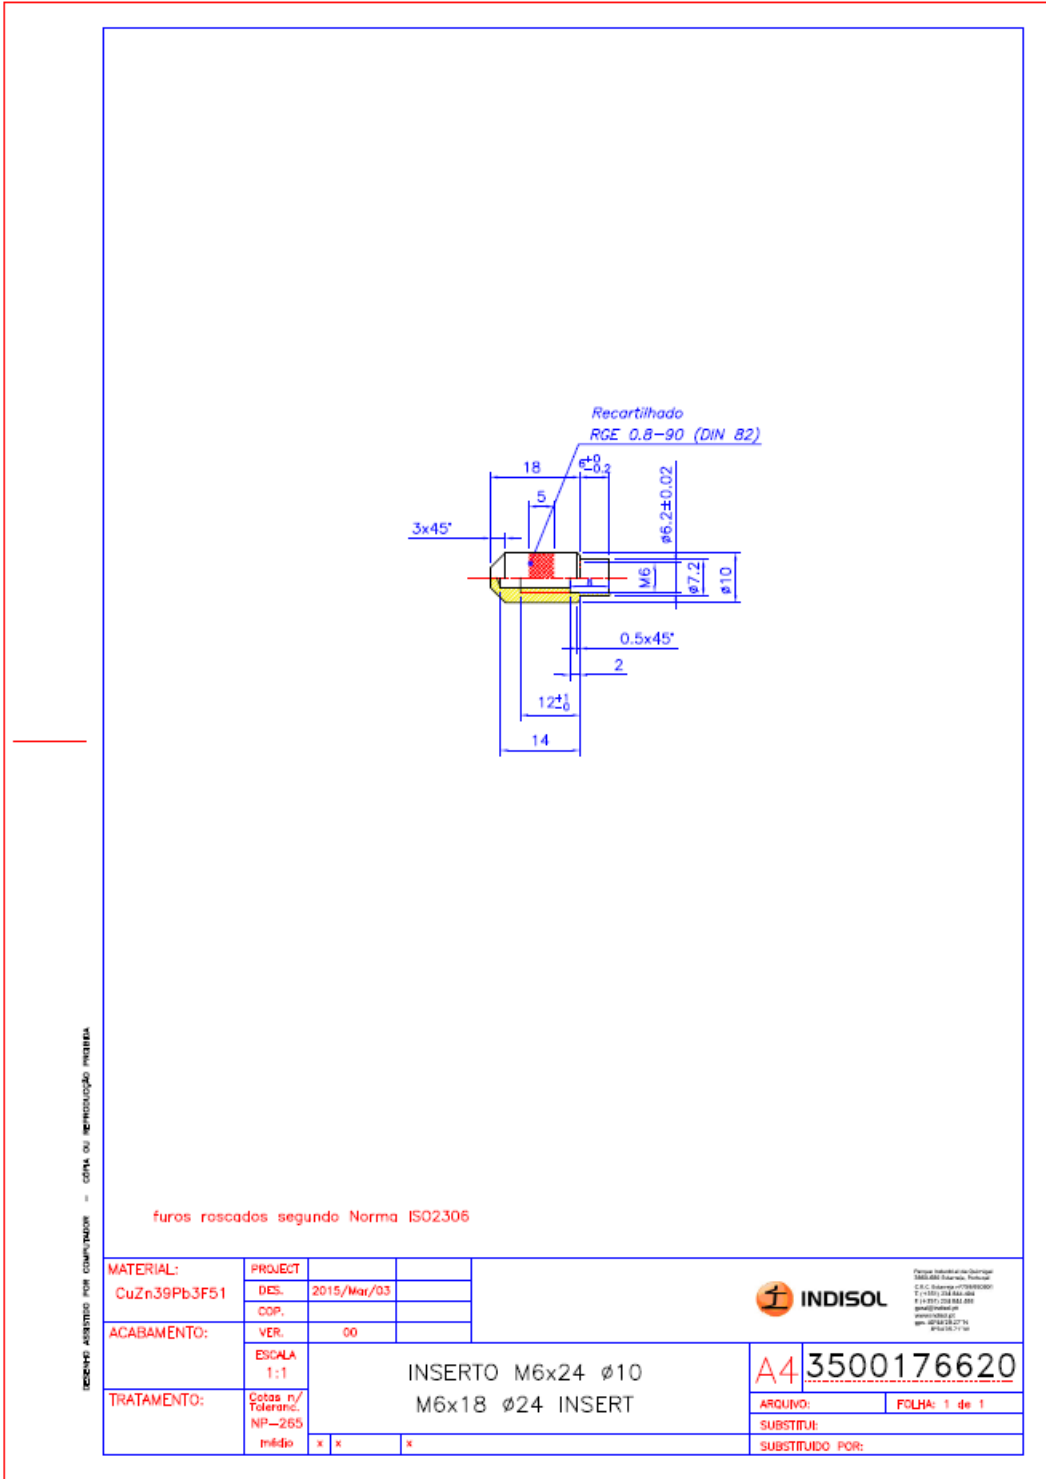 Recartilhado
RGE 0.8-90 (DIN 82)
18
6 +0 -0.2
5
3x45°
ø6.2±0.02
M6
ø7.2
ø10
8
0.5x45°
2
12 +1 -0
14
DESENHO ASSISTIDO POR COMPUTADOR - CÓPIA OU REPRODUÇÃO PROIBIDA
furos roscados segundo Norma ISO2306
MATERIAL:
CuZn39Pb3F51
ACABAMENTO:
TRATAMENTO:
PROJECT
DES. 2015/Mar/03
COP.
VER. 00
ESCALA
1:1
Cotas n/
Toleranc.
NP-265
médio x x x
INSERTO M6x24 ø10
M6x18 ø24 INSERT
INDISOL
A4 3500176620
ARQUIVO: FOLHA: 1 de 1
SUBSTITUI:
SUBSTITUIDO POR: